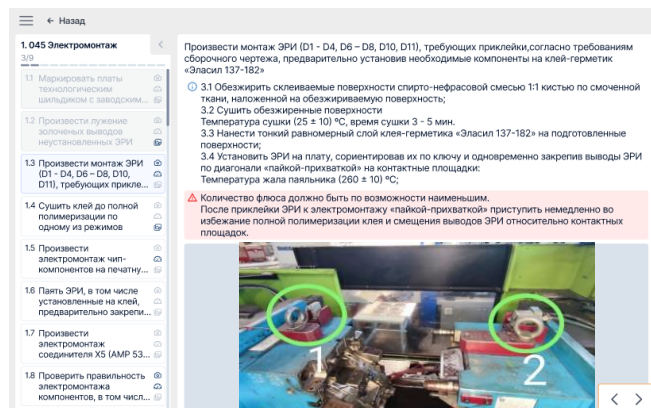 Назад
1. 045 Электромонтаж
3/9
1.1 Маркировать платы
технологическим
шильдиком с заводским...
1.2 Произвести лужение
золоченых выводов
неустановленных ЭРИ
1.3 Произвести монтаж ЭРИ
(D1 - D4, D6 – D8, D10,
D11), требующих прикле...
1.4 Сушить клей до полной
полимеризации по
одному из режимов
1.5 Произвести
электромонтаж чип-
компонентов на печатну...
1.6 Паять ЭРИ, в том числе
установленные на клей,
предварительно закрепи...
1.7 Произвести
электромонтаж
соединителя X5 (AMP 53...
1.8 Проверить правильность
электромонтажа
компонентов, в том числ...
Произвести монтаж ЭРИ (D1 - D4, D6 – D8, D10, D11), требующих приклейки,согласно требованиям
сборочного чертежа, предварительно установив необходимые компоненты на клей-герметик
«Эласил 137-182»
3.1 Обезжирить склеиваемые поверхности спирто-нефрасовой смесью 1:1 кистью по смоченной
ткани, наложенной на обезжириваемую поверхность;
3.2 Сушить обезжиренные поверхности
Температура сушки (25 ± 10) ºС, время сушки 3 - 5 мин.
3.3 Нанести тонкий равномерный слой клея-герметика «Эласил 137-182» на подготовленные
поверхности;
3.4 Установить ЭРИ на плату, сориентировав их по ключу и одновременно закрепив выводы ЭРИ
по диагонали «пайкой-прихваткой» на контактные площадки:
Температура жала паяльника (260 ± 10) ºС;
Количество флюса должно быть по возможности наименьшим.
После приклейки ЭРИ к электромонтажу «пайкой-прихваткой» приступить немедленно во
избежание полной полимеризации клея и смещения выводов ЭРИ относительно контактных
площадок.
1
2